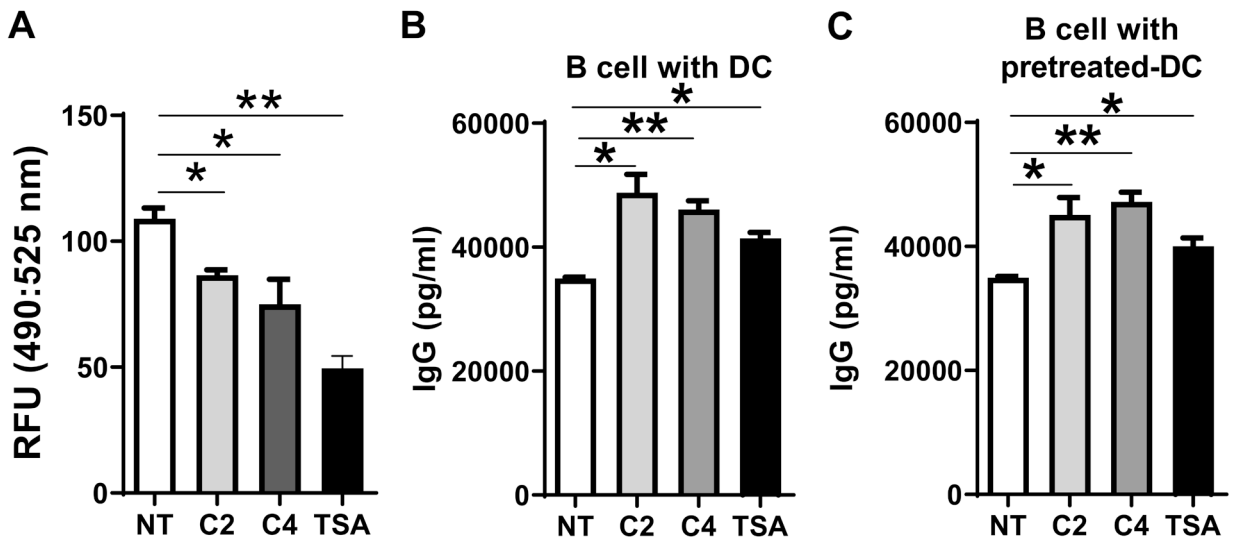 A
RFU (490:525 nm)
150
100
50
0
**
*
*
NT C2 C4 TSA
B
B cell with DC
IgG (pg/ml)
60000
40000
20000
0
*
**
*
NT C2 C4 TSA
C
B cell with
pretreated-DC
IgG (pg/ml)
60000
40000
20000
0
*
**
*
NT C2 C4 TSA